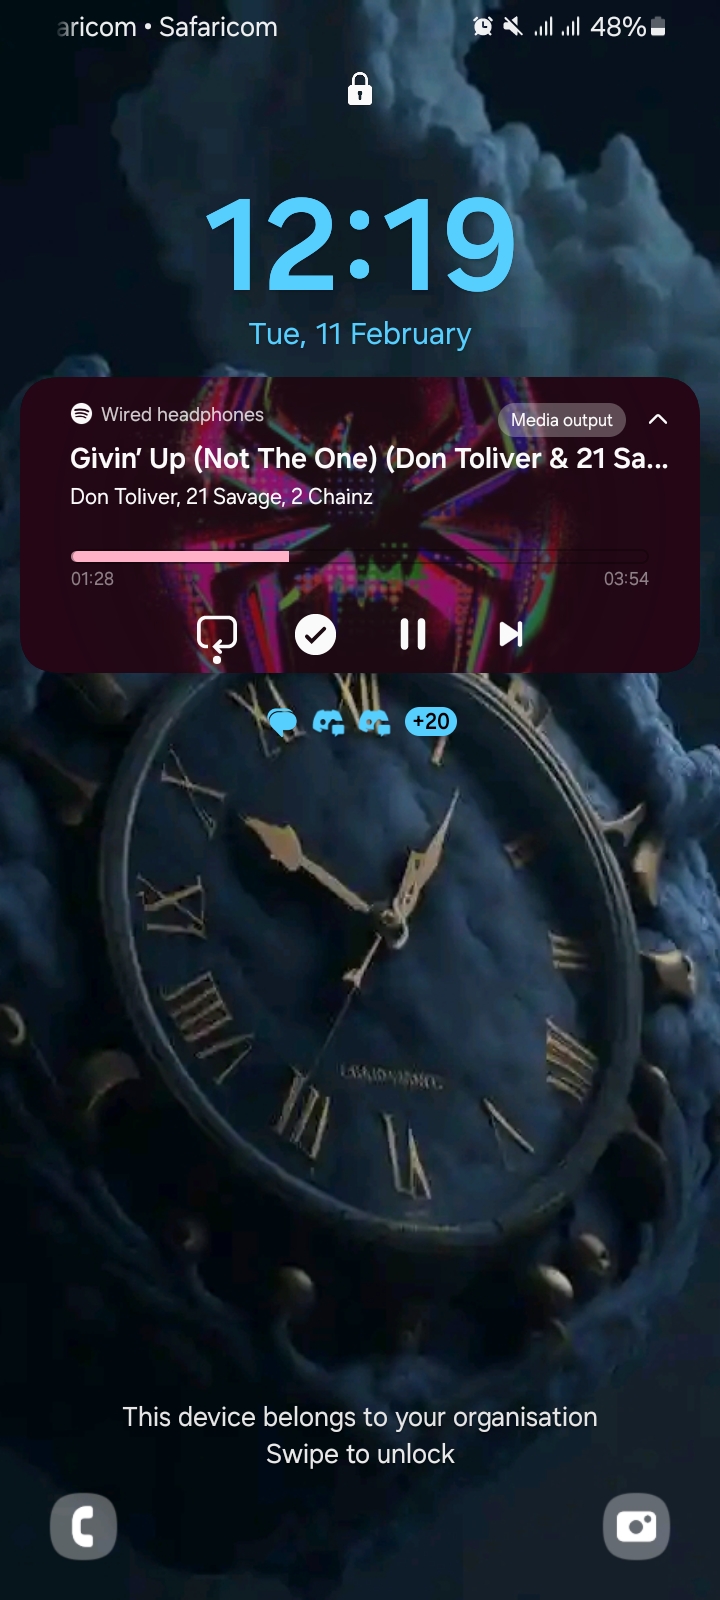 aricom • Safaricom 48%
12:19
Tue, 11 February
Wired headphones Media output
Givin' Up (Not The One) (Don Toliver & 21 Sa...
Don Toliver, 21 Savage, 2 Chainz
01:28 03:54
+20
This device belongs to your organisation
Swipe to unlock